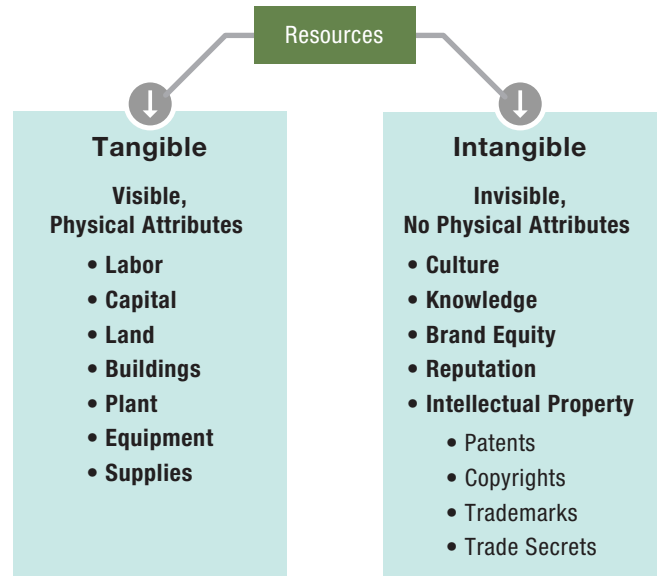 Resources
Tangible
Visible,
Physical Attributes
• Labor
• Capital
• Land
• Buildings
• Plant
• Equipment
• Supplies
Intangible
Invisible,
No Physical Attributes
• Culture
• Knowledge
• Brand Equity
• Reputation
• Intellectual Property
• Patents
• Copyrights
• Trademarks
• Trade Secrets